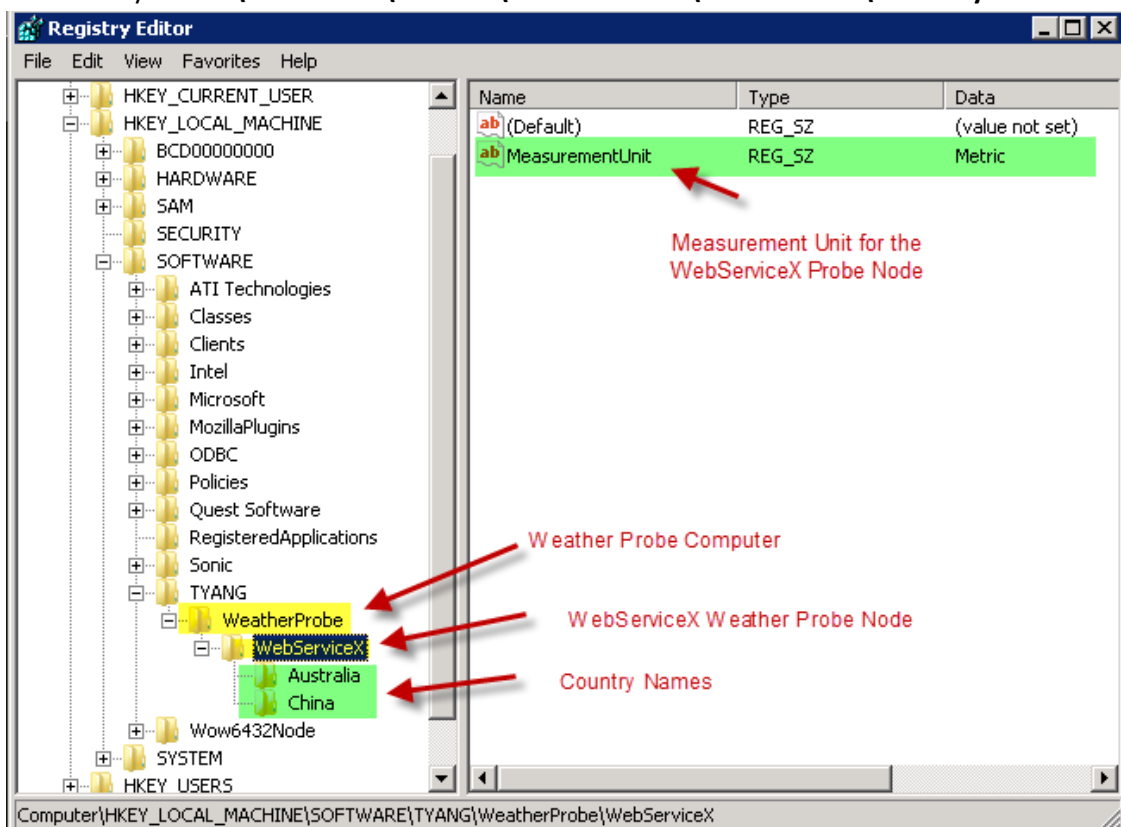 Registry Editor
File Edit View Favorites Help
HKEY_CURRENT_USER
HKEY_LOCAL_MACHINE
BCD00000000
HARDWARE
SAM
SECURITY
SOFTWARE
ATI Technologies
Classes
Clients
Intel
Microsoft
MozillaPlugins
ODBC
Policies
Quest Software
RegisteredApplications
Sonic
TYANG
WeatherProbe
WebServiceX
Australia
China
Wow6432Node
SYSTEM
HKEY_USERS
Name Type Data
(Default) REG_SZ (value not set)
MeasurementUnit REG_SZ Metric
Measurement Unit for the
WebServiceX Probe Node
Weather Probe Computer
WebServiceX Weather Probe Node
Country Names
Computer\HKEY_LOCAL_MACHINE\SOFTWARE\TYANG\WeatherProbe\WebServiceX